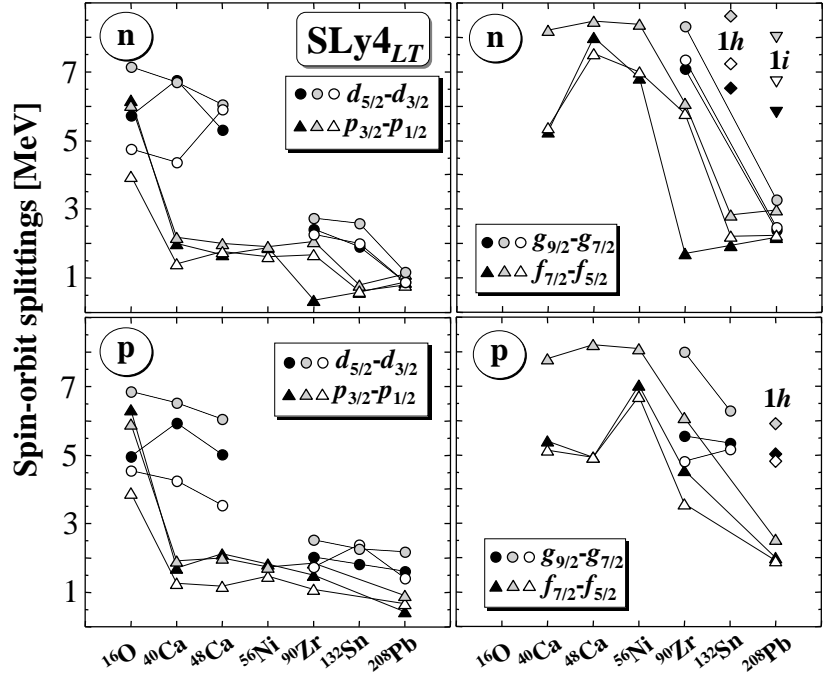 Spin-orbit splittings [MeV]
n
SLy4LT
d5/2-d3/2
p3/2-p1/2
7
5
3
1
n
1h
1i
g9/2-g7/2
f7/2-f5/2
p
d5/2-d3/2
p3/2-p1/2
7
5
3
1
p
1h
g9/2-g7/2
f7/2-f5/2
16O 40Ca 48Ca 56Ni 90Zr 132Sn 208Pb
16O 40Ca 48Ca 56Ni 90Zr 132Sn 208Pb